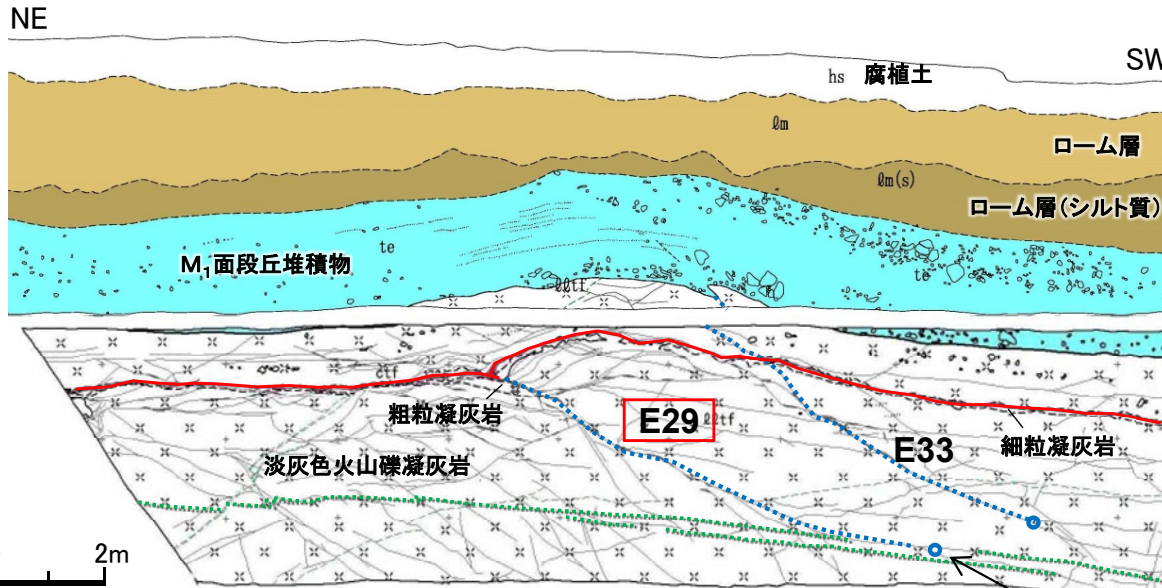 NE
SW
hs 腐植土
ℓm
ローム層
ℓm(s)
ローム層(シルト質)
te
M₁面段丘堆積物
te
ℓℓtf
ctf
粗粒凝灰岩
E29
ℓℓtf
E33
細粒凝灰岩
淡灰色火山礫凝灰岩
2m